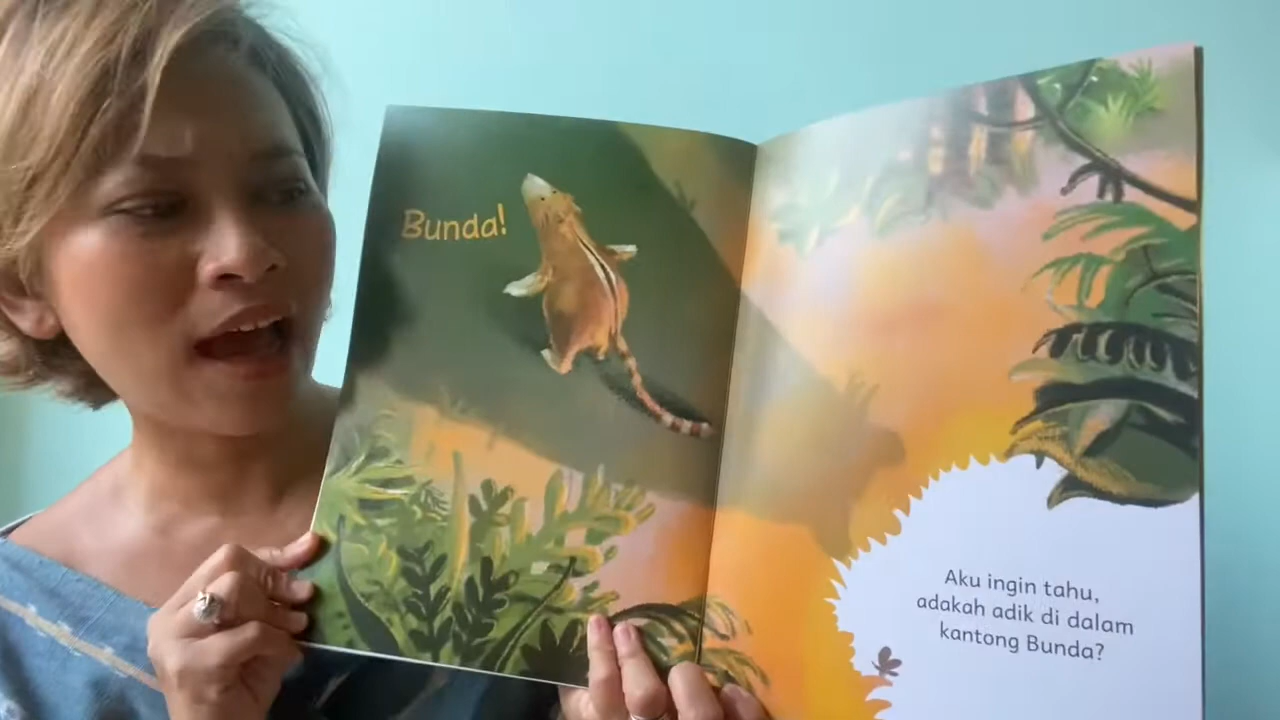 Bunda!
Aku ingin tahu,
adakah adik di dalam
kantong Bunda?